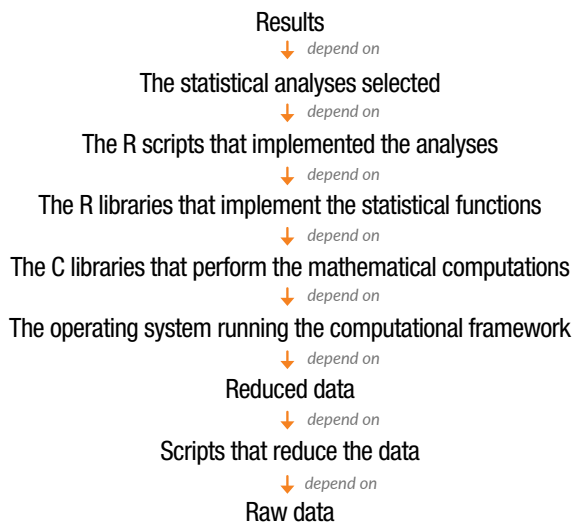 Results
depend on
The statistical analyses selected
depend on
The R scripts that implemented the analyses
depend on
The R libraries that implement the statistical functions
depend on
The C libraries that perform the mathematical computations
depend on
The operating system running the computational framework
depend on
Reduced data
depend on
Scripts that reduce the data
depend on
Raw data